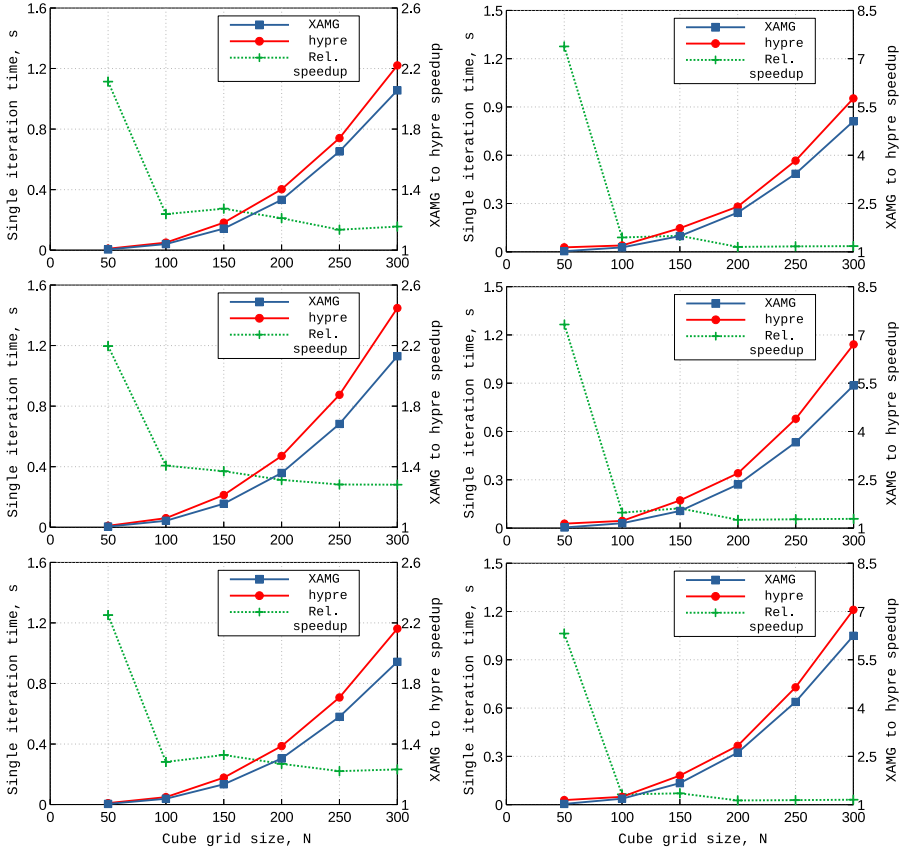 Single iteration time, s
1.6
1.2
0.8
0.4
0
0
50
100
150
200
250
300
XAMG
hypre
Rel.
speedup
2.6
2.2
1.8
1.4
1
XAMG to hypre speedup
Single iteration time, s
1.5
1.2
0.9
0.6
0.3
0
0
50
100
150
200
250
300
XAMG
hypre
Rel.
speedup
8.5
7
5.5
4
2.5
1
XAMG to hypre speedup
Single iteration time, s
1.6
1.2
0.8
0.4
0
0
50
100
150
200
250
300
XAMG
hypre
Rel.
speedup
2.6
2.2
1.8
1.4
1
XAMG to hypre speedup
Single iteration time, s
1.5
1.2
0.9
0.6
0.3
0
0
50
100
150
200
250
300
XAMG
hypre
Rel.
speedup
8.5
7
5.5
4
2.5
1
XAMG to hypre speedup
Single iteration time, s
1.6
1.2
0.8
0.4
0
0
50
100
150
200
250
300
Cube grid size, N
XAMG
hypre
Rel.
speedup
2.6
2.2
1.8
1.4
1
XAMG to hypre speedup
Single iteration time, s
1.5
1.2
0.9
0.6
0.3
0
0
50
100
150
200
250
300
Cube grid size, N
XAMG
hypre
Rel.
speedup
8.5
7
5.5
4
2.5
1
XAMG to hypre speedup